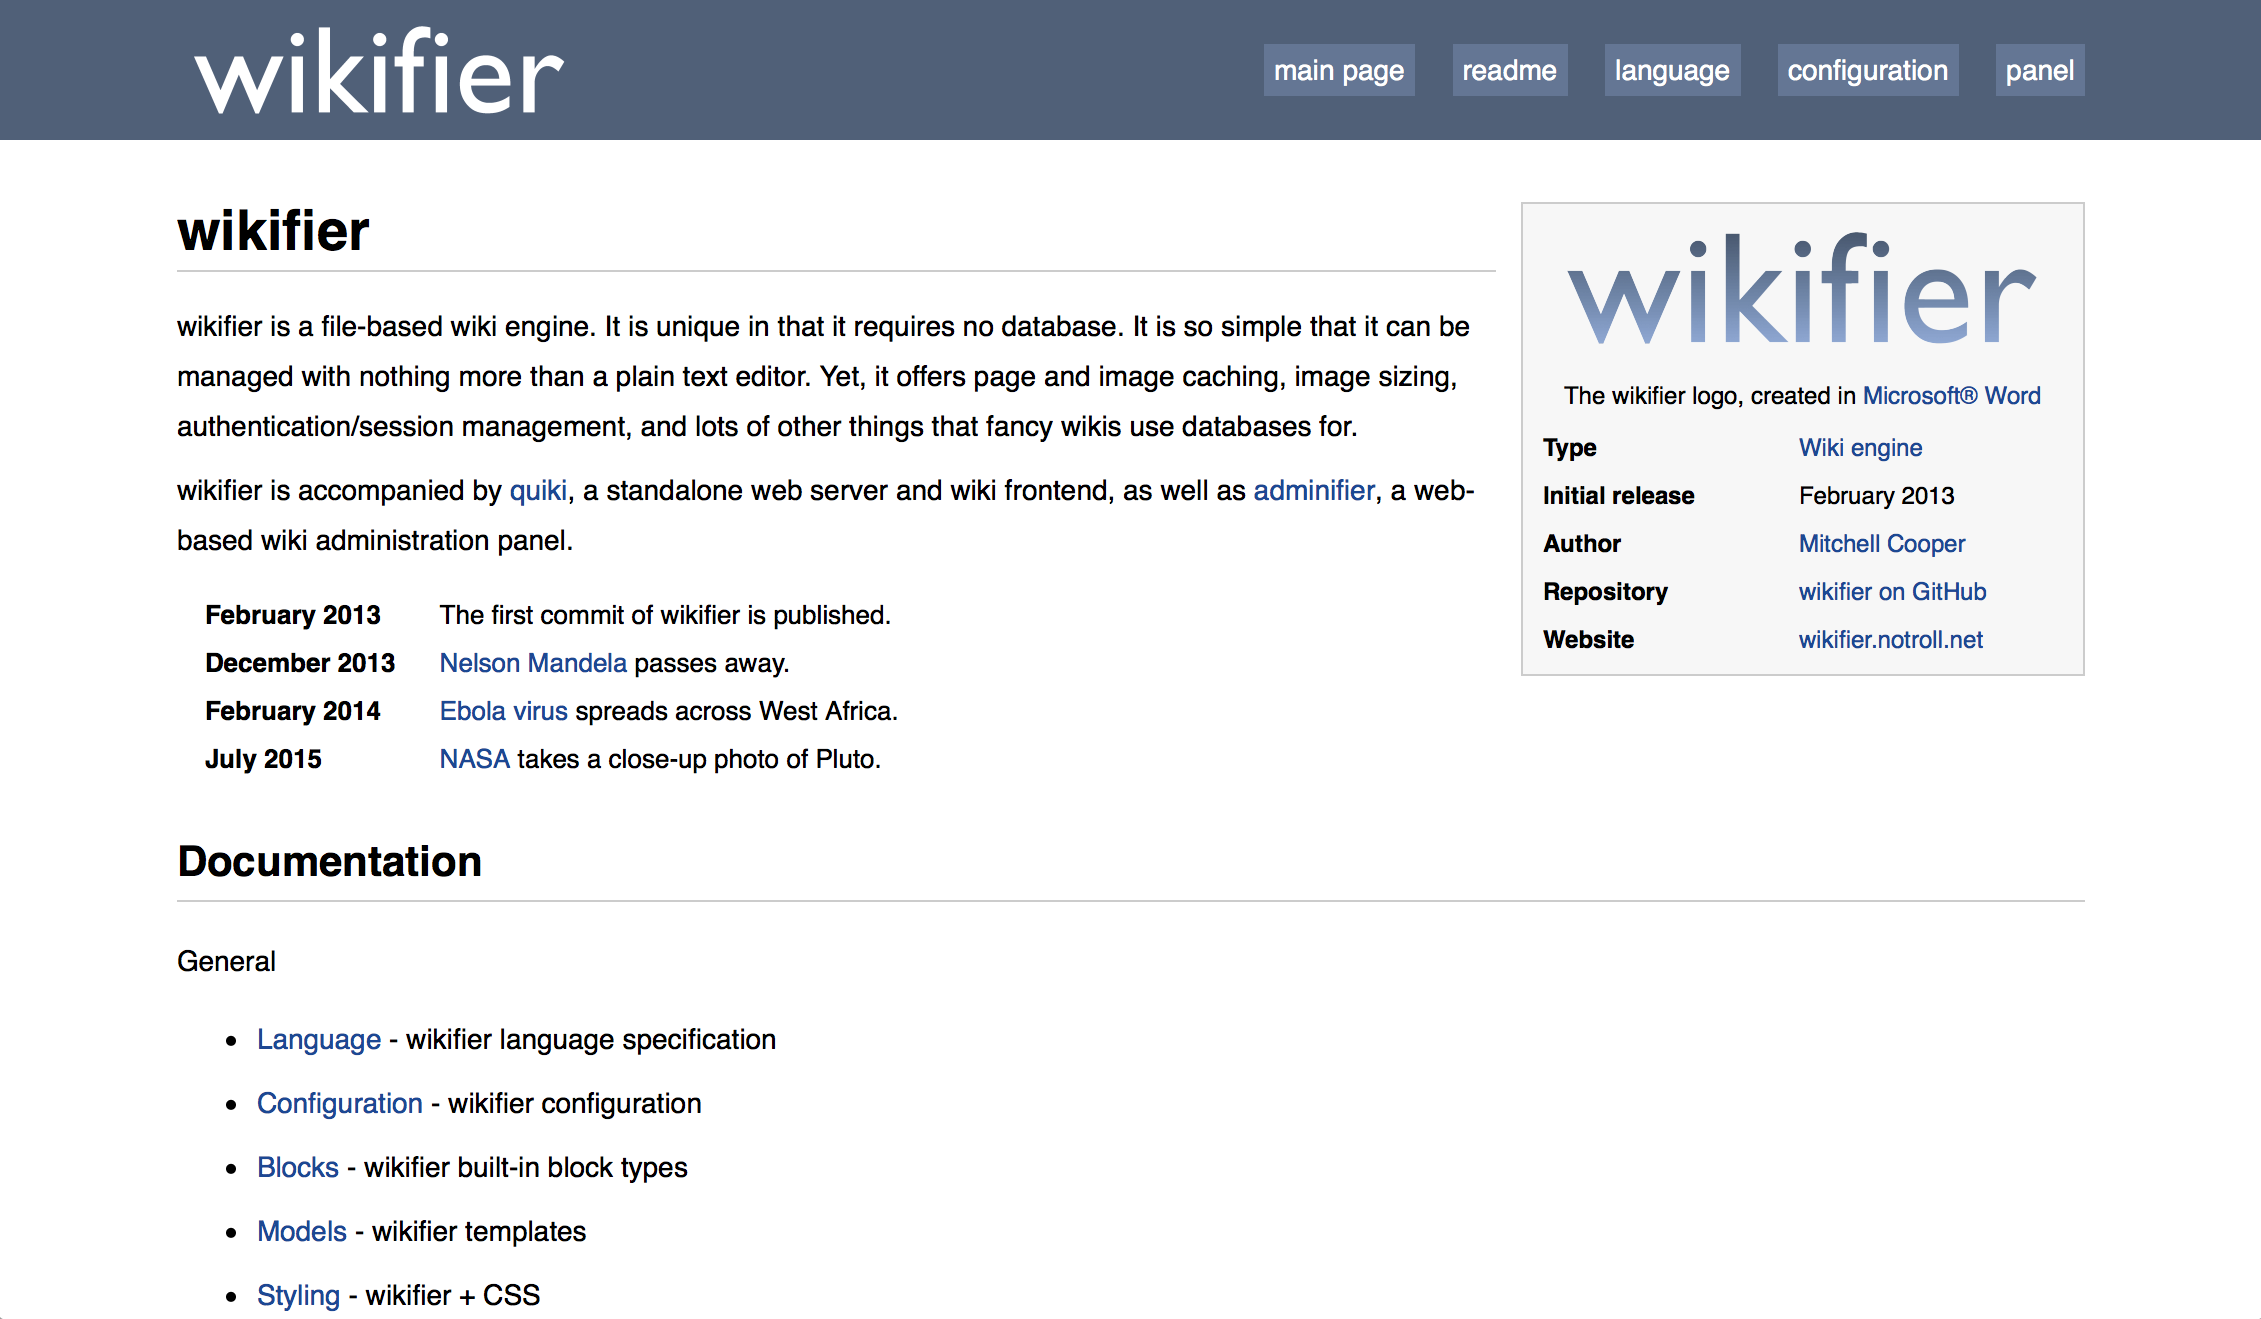 wikifier
main page readme language configuration panel
wikifier
wikifier is a file-based wiki engine. It is unique in that it requires no database. It is so simple that it can be
managed with nothing more than a plain text editor. Yet, it offers page and image caching, image sizing,
authentication/session management, and lots of other things that fancy wikis use databases for.
wikifier is accompanied by quiki, a standalone web server and wiki frontend, as well as adminifier, a web-
based wiki administration panel.
February 2013 The first commit of wikifier is published.
December 2013 Nelson Mandela passes away.
February 2014 Ebola virus spreads across West Africa.
July 2015 NASA takes a close-up photo of Pluto.
wikifier
The wikifier logo, created in Microsoft® Word
Type Wiki engine
Initial release February 2013
Author Mitchell Cooper
Repository wikifier on GitHub
Website wikifier.notroll.net
Documentation
General
• Language - wikifier language specification
• Configuration - wikifier configuration
• Blocks - wikifier built-in block types
• Models - wikifier templates
• Styling - wikifier + CSS